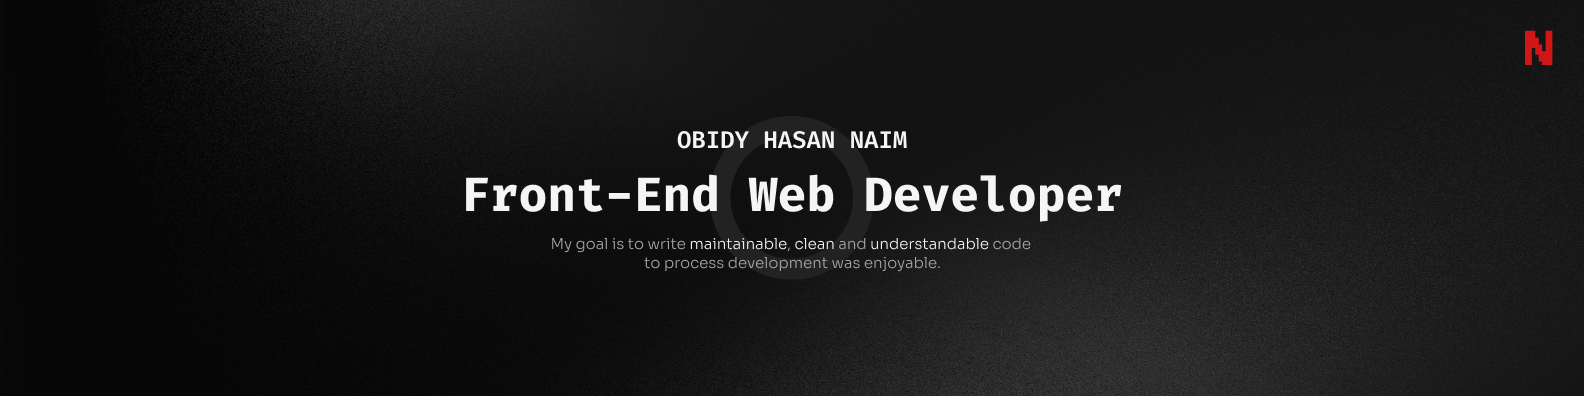 N
OBIDY HASAN NAIM
Front-End Web Developer
My goal is to write maintainable, clean and understandable code
to process development was enjoyable.